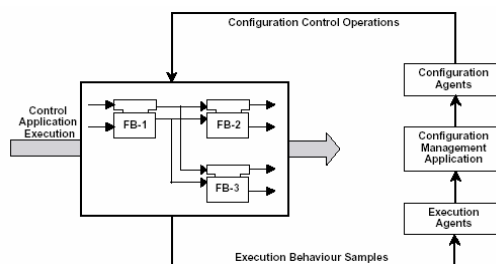 Configuration Control Operations
Control
Application
Execution
FB-1
FB-2
FB-3
Configuration
Agents
Configuration
Management
Application
Execution
Agents
Execution Behaviour Samples